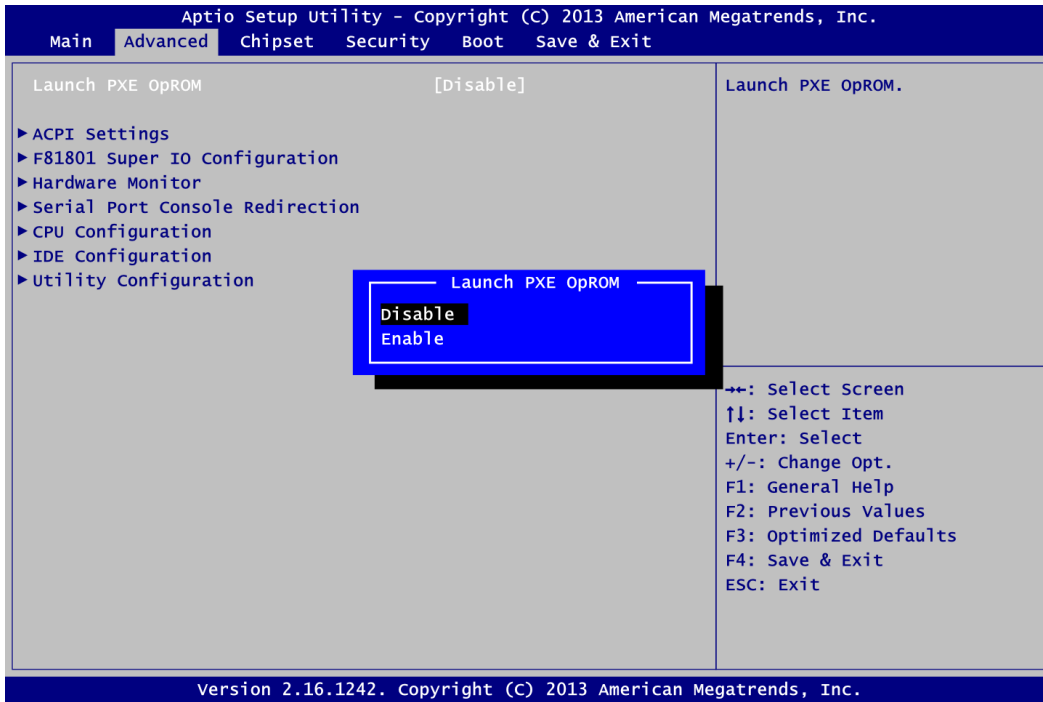 Aptio Setup Utility - Copyright (C) 2013 American Megatrends, Inc.
Main Advanced Chipset Security Boot Save & Exit
Launch PXE OpROM [Disable]
ACPI Settings
F81801 Super IO Configuration
Hardware Monitor
Serial Port Console Redirection
CPU Configuration
IDE Configuration
Utility Configuration
Launch PXE OpROM
Disable
Enable
Launch PXE OpROM.
→←: Select Screen
↑↓: Select Item
Enter: Select
+/-: Change Opt.
F1: General Help
F2: Previous Values
F3: Optimized Defaults
F4: Save & Exit
ESC: Exit
Version 2.16.1242. Copyright (C) 2013 American Megatrends, Inc.